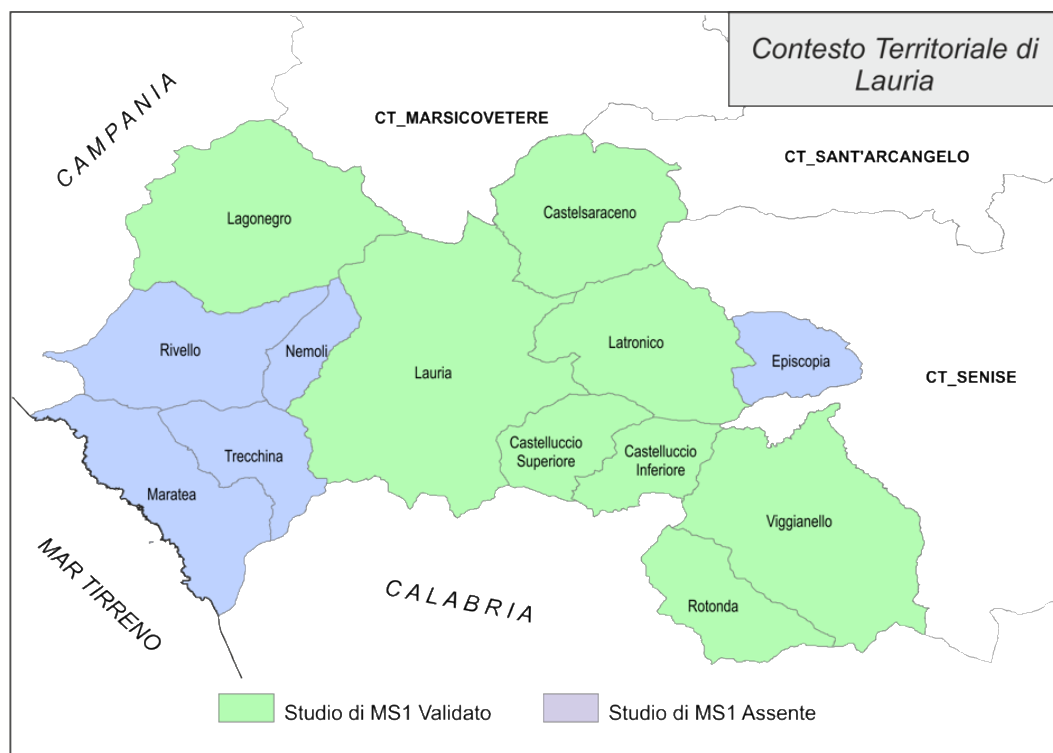 Contesto Territoriale di
Lauria
CAMPANIA
CT_MARSICOVETERE
CT_SANT'ARCANGELO
Lagonegro
Castelsaraceno
Rivello
Nemoli
Lauria
Latronico
Episcopia
CT_SENISE
Castelluccio
Superiore
Castelluccio
Inferiore
Trecchina
Maratea
Viggianello
Rotonda
MAR TIRRENO
CALABRIA
Studio di MS1 Validato
Studio di MS1 Assente